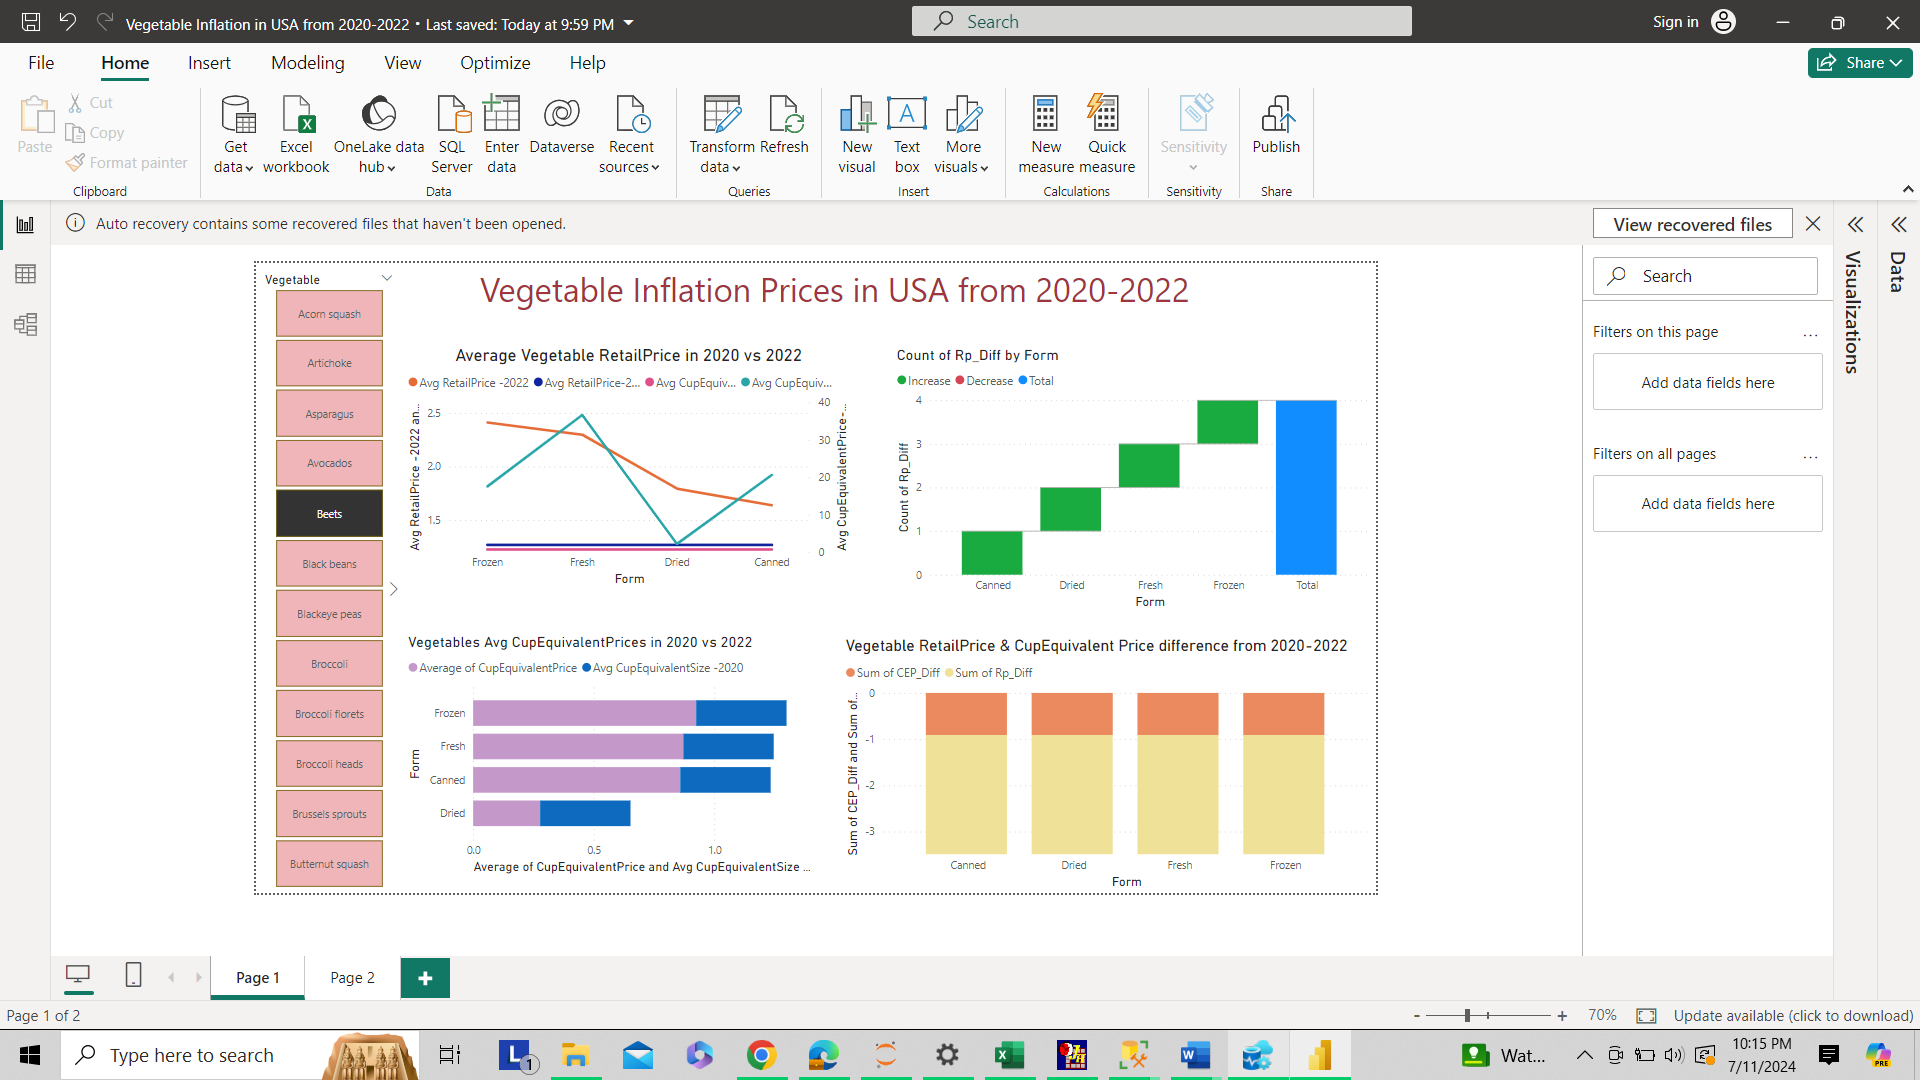 Vegetable Inflation in USA from 2020-2022 • Last saved: Today at 9:59 PM
Search
Sign in
File Home Insert Modeling View Optimize Help
Share
Paste
Cut
Copy
Format painter
Clipboard
Get data
Excel workbook
OneLake data hub
SQL Server
Enter data
Dataverse
Recent sources
Data
Transform data
Refresh
Queries
New visual
Text box
More visuals
Insert
New measure
Quick measure
Calculations
Sensitivity
Sensitivity
Publish
Share
Auto recovery contains some recovered files that haven't been opened.
View recovered files
Vegetable
Acorn squash
Artichoke
Asparagus
Avocados
Beets
Black beans
Blackeye peas
Broccoli
Broccoli florets
Broccoli heads
Brussels sprouts
Butternut squash
Vegetable Inflation Prices in USA from 2020-2022
Average Vegetable RetailPrice in 2020 vs 2022
Avg RetailPrice -2022 Avg RetailPrice-2... Avg CupEquiv... Avg CupEquiv...
Avg RetailPrice -2022 an...
2.5
2.0
1.5
40
30
20
10
0
Avg CupEquivalentPrice-...
Frozen Fresh Dried Canned
Form
Count of Rp_Diff by Form
Increase Decrease Total
Count of Rp_Diff
4
3
2
1
0
Canned Dried Fresh Frozen Total
Form
Vegetables Avg CupEquivalentPrices in 2020 vs 2022
Average of CupEquivalentPrice Avg CupEquivalentSize -2020
Form
Frozen
Fresh
Canned
Dried
0.0 0.5 1.0
Average of CupEquivalentPrice and Avg CupEquivalentSize ...
Vegetable RetailPrice & CupEquivalent Price difference from 2020-2022
Sum of CEP_Diff Sum of Rp_Diff
Sum of CEP_Diff and Sum of...
0
-1
-2
-3
Canned Dried Fresh Frozen
Form
Search
Filters on this page
...
Add data fields here
Filters on all pages
...
Add data fields here
Visualizations
Data
Page 1
Page 2
+
Page 1 of 2
- + 70%
Update available (click to download)
Type here to search
L
1
Wat...
10:15 PM
7/11/2024
PRE